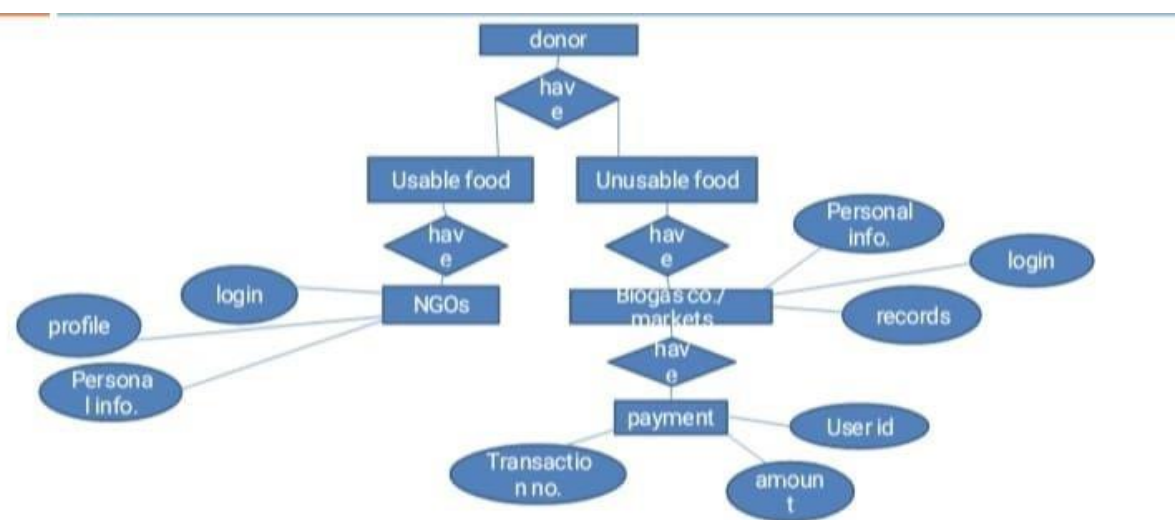 donor
hav
e
Usable food
Unusable food
hav
e
hav
e
Personal
info.
login
login
NGOs
Biogas co./
markets
records
profile
Persona
l info.
hav
e
payment
User id
Transactio
n no.
amoun
t